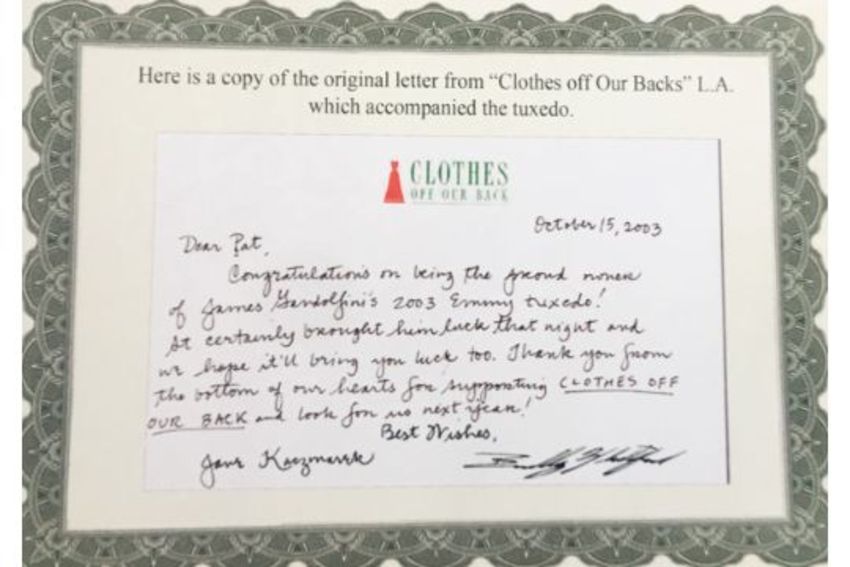 Here is a copy of the original letter from “Clothes off Our Backs” L.A.
which accompanied the tuxedo.
CLOTHES
OFF OUR BACK
October 15, 2003
Dear Pat,
Congratulations on being the proud
of James Gandolfini's 2003 Emmy tuxedo!
It certainly brought him luck that night and
we hope it'll bring you luck too. Thank you from
the bottom of our hearts for supporting CLOTHES OFF
OUR BACK and look for us next year!
Best Wishes,
Jane Kaczmarek